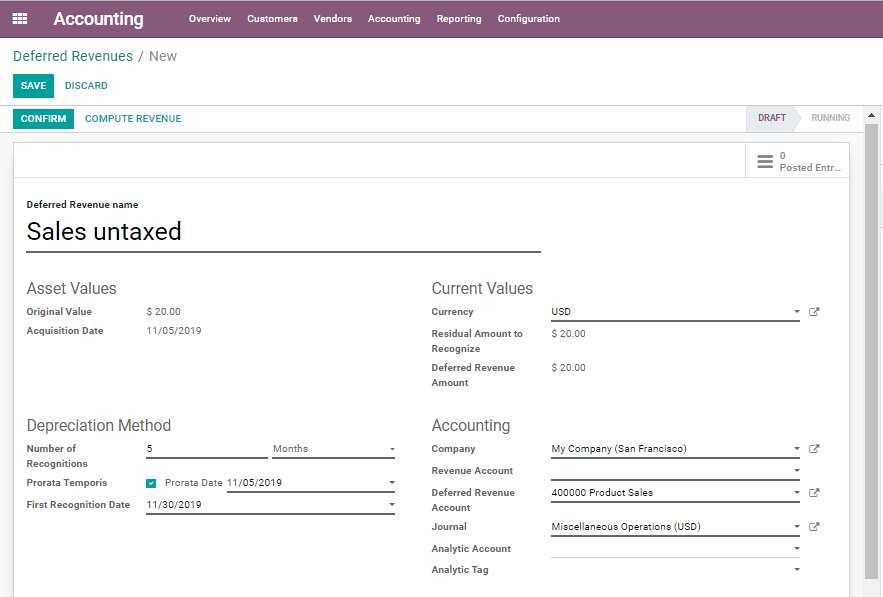 Accounting Overview Customers Vendors Accounting Reporting Configuration
Deferred Revenues / New
SAVE DISCARD
CONFIRM COMPUTE REVENUE DRAFT RUNNING
0
Posted Entr...
Deferred Revenue name
Sales untaxed
Asset Values
Original Value $ 20.00
Acquisition Date 11/05/2019
Current Values
Currency USD
Residual Amount to Recognize $ 20.00
Deferred Revenue Amount $ 20.00
Depreciation Method
Number of Recognitions 5 Months
Prorata Temporis Prorata Date 11/05/2019
First Recognition Date 11/30/2019
Accounting
Company My Company (San Francisco)
Revenue Account
Deferred Revenue Account 400000 Product Sales
Journal Miscellaneous Operations (USD)
Analytic Account
Analytic Tag